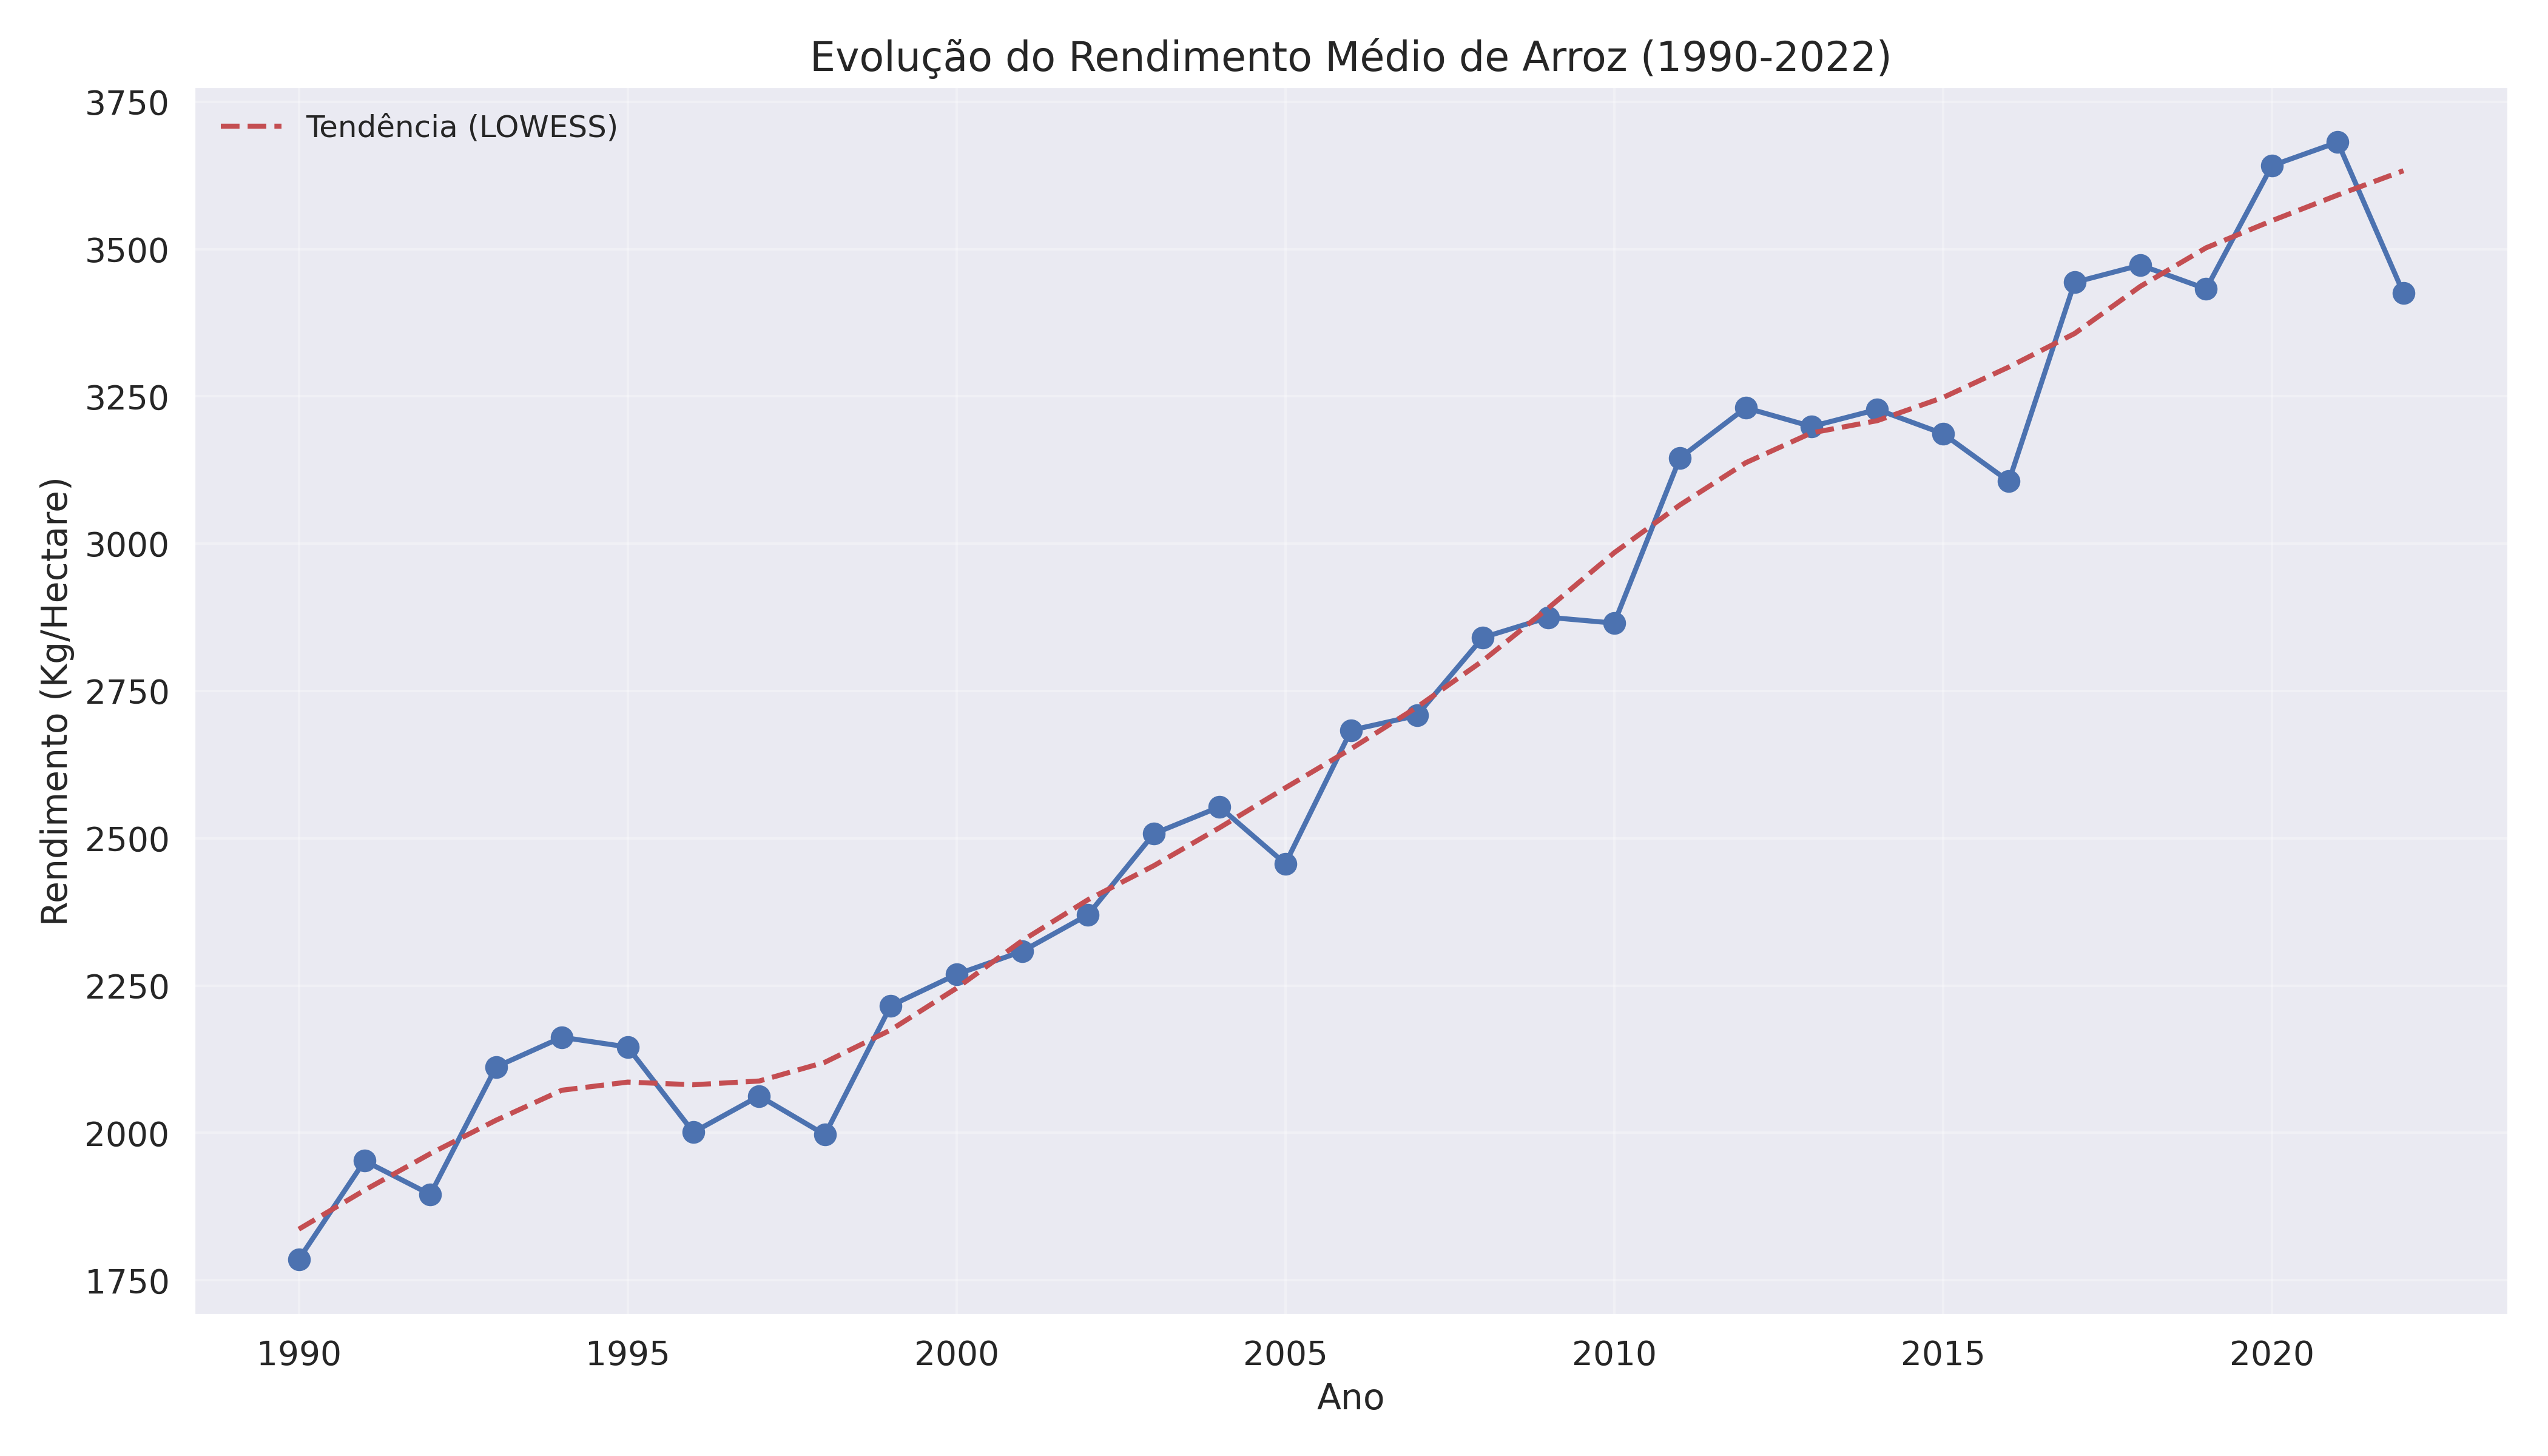 Evolução do Rendimento Médio de Arroz (1990-2022)
Tendência (LOWESS)
Rendimento (Kg/Hectare)
3750
3500
3250
3000
2750
2500
2250
2000
1750
1990 1995 2000 2005 2010 2015 2020
Ano